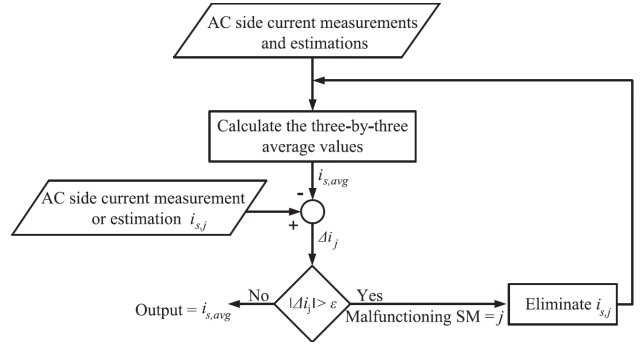 AC side current measurements
and estimations
Calculate the three-by-three
average values
i_{s,avg}
-
AC side current measurement
or estimation i_{s,j}
+
Δi_j
No
|Δi_j| > ε
Yes
Output = i_{s,avg}
Malfunctioning SM = j
Eliminate i_{s,j}